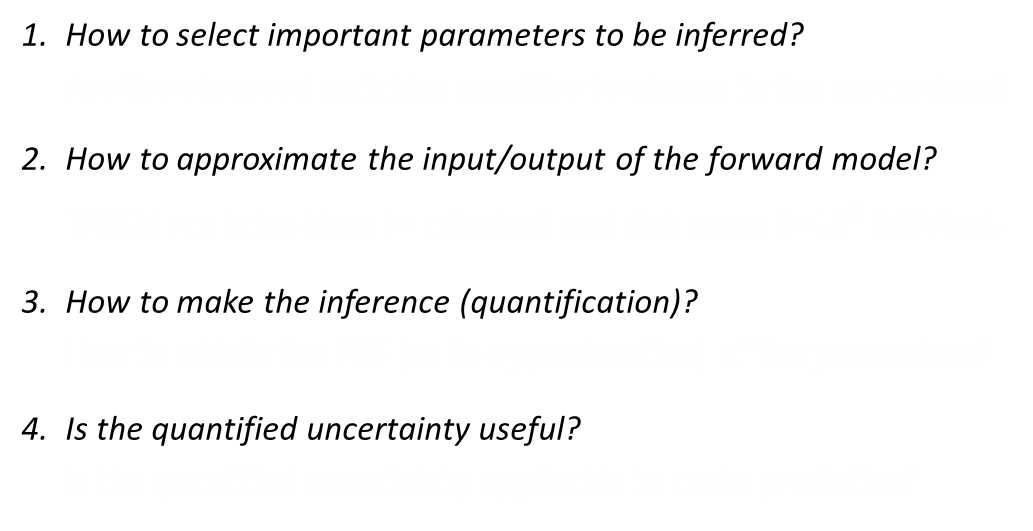 1. How to select important parameters to be inferred?
2. How to approximate the input/output of the forward model?
3. How to make the inference (quantification)?
4. Is the quantified uncertainty useful?